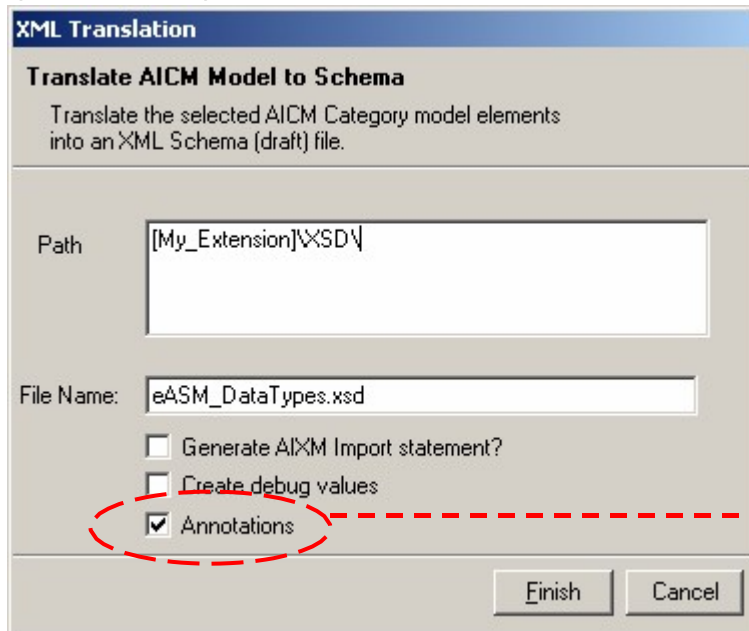 XML Translation
Translate AICM Model to Schema
Translate the selected AICM Category model elements
into an XML Schema (draft) file.
Path
[My_Extension]\XSD\
File Name:
eASM_DataTypes.xsd
Generate AIXM Import statement?
Create debug values
Annotations
Finish
Cancel